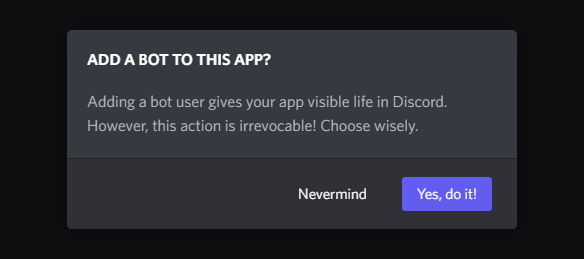 ADD A BOT TO THIS APP?
Adding a bot user gives your app visible life in Discord.
However, this action is irrevocable! Choose wisely.
Nevermind
Yes, do it!